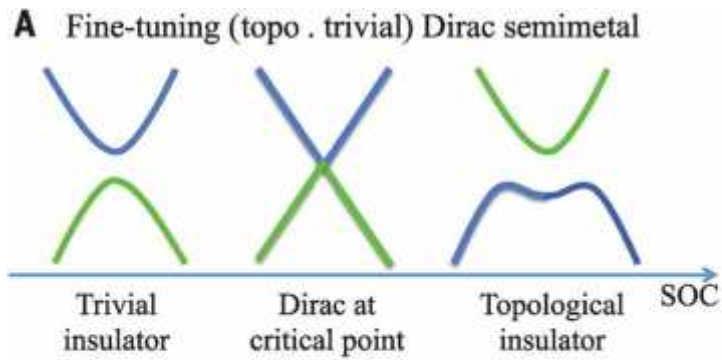 A Fine-tuning (topo . trivial) Dirac semimetal
SOC
Trivial
insulator
Dirac at
critical point
Topological
insulator